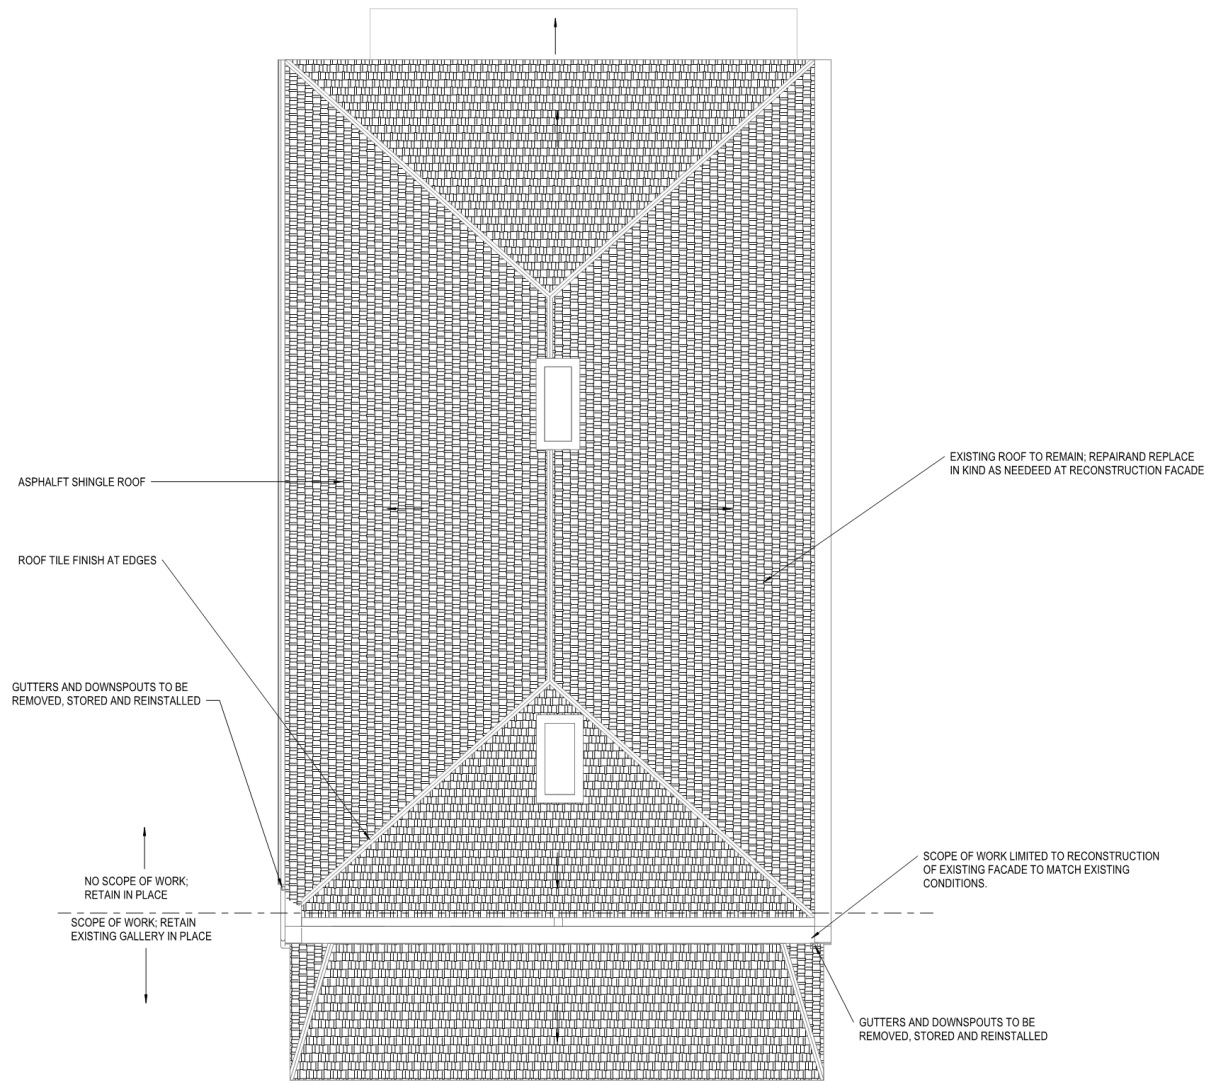 ASPHALFT SHINGLE ROOF
ROOF TILE FINISH AT EDGES
GUTTERS AND DOWNSPOUTS TO BE
REMOVED, STORED AND REINSTALLED
NO SCOPE OF WORK;
RETAIN IN PLACE
SCOPE OF WORK; RETAIN
EXISTING GALLERY IN PLACE
EXISTING ROOF TO REMAIN; REPAIRAND REPLACE
IN KIND AS NEEDEED AT RECONSTRUCTION FACADE
SCOPE OF WORK LIMITED TO RECONSTRUCTION
OF EXISTING FACADE TO MATCH EXISTING
CONDITIONS.
GUTTERS AND DOWNSPOUTS TO BE
REMOVED, STORED AND REINSTALLED